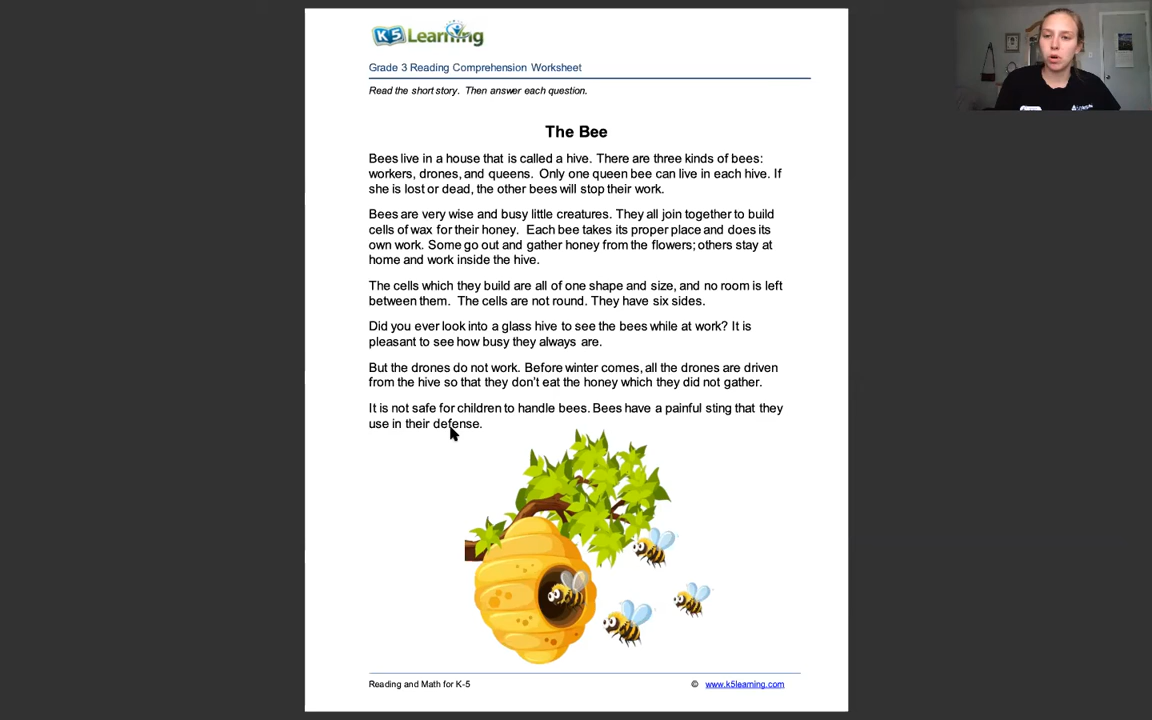 K5 Learning
Grade 3 Reading Comprehension Worksheet
Read the short story. Then answer each question.
The Bee
Bees live in a house that is called a hive. There are three kinds of bees:
workers, drones, and queens. Only one queen bee can live in each hive. If
she is lost or dead, the other bees will stop their work.
Bees are very wise and busy little creatures. They all join together to build
cells of wax for their honey. Each bee takes its proper place and does its
own work. Some go out and gather honey from the flowers; others stay at
home and work inside the hive.
The cells which they build are all of one shape and size, and no room is left
between them. The cells are not round. They have six sides.
Did you ever look into a glass hive to see the bees while at work? It is
pleasant to see how busy they always are.
But the drones do not work. Before winter comes, all the drones are driven
from the hive so that they don't eat the honey which they did not gather.
It is not safe for children to handle bees. Bees have a painful sting that they
use in their defense.
Reading and Math for K-5
© www.k5learning.com